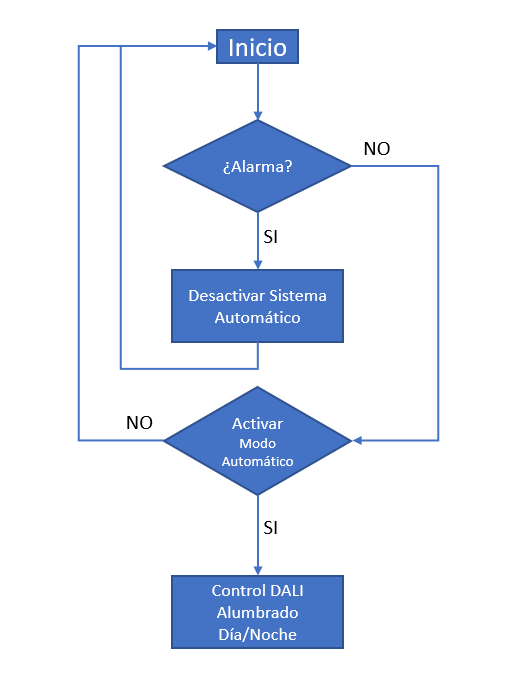 Inicio
¿Alarma?
NO
SI
Desactivar Sistema
Automático
NO
Activar
Modo
Automático
SI
Control DALI
Alumbrado
Día/Noche